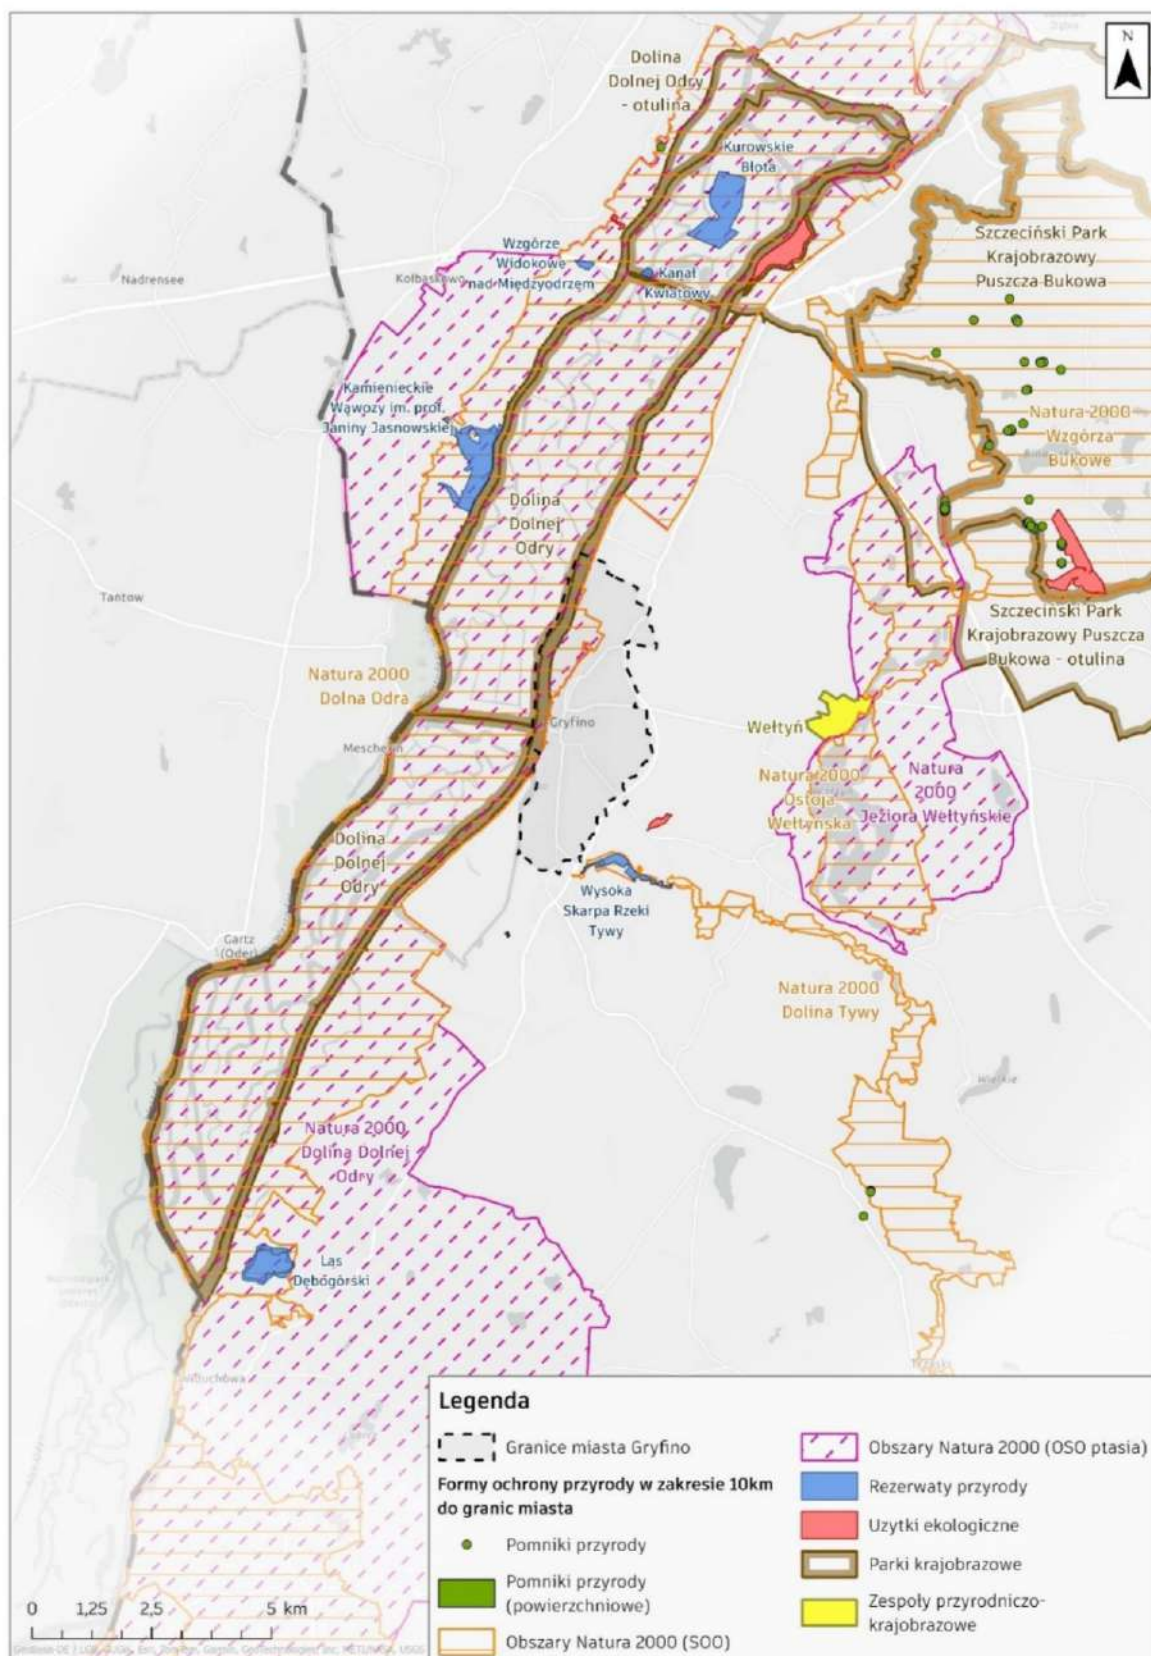 N
Dolina
Dolnej Odry
- otulina
Kurowskie
Błota
Szczeciński Park
Krajobrazowy
Puszcza Bukowa
Wzgórze
Widokowe
nad Międzyodrzem
Kołbaskowo
Kanał
Kwiatowy
Nadrensee
Kamienieckie
Wąwozy im. prof.
Janiny Jasnowskiej
Natura 2000
Wzgórza
Bukowe
Dolina
Dolnej
Odry
Tantow
Szczeciński Park
Krajobrazowy Puszcza
Bukowa - otulina
Natura 2000
Dolna Odra
Gryfino
Wełtyń
Mescherin
Natura 2000
Ostoja
Wełtyńska
Natura
2000
Jeziora Wełtyńskie
Dolina
Dolnej
Odry
Wysoka
Skarpa Rzeki
Tywy
Gartz
(Oder)
Natura 2000
Dolina Tywy
Wielkie
Natura 2000
Dolina Dolnej
Odry
Las
Dębogórski
Widuchowa
Legenda
Granice miasta Gryfino
Formy ochrony przyrody w zakresie 10km
do granic miasta
Pomniki przyrody
Pomniki przyrody
(powierzchniowe)
Obszary Natura 2000 (SOO)
Obszary Natura 2000 (OSO ptasia)
Rezerwaty przyrody
Uzytki ekologiczne
Parki krajobrazowe
Zespoły przyrodniczo-
krajobrazowe
0 1,25 2,5 5 km